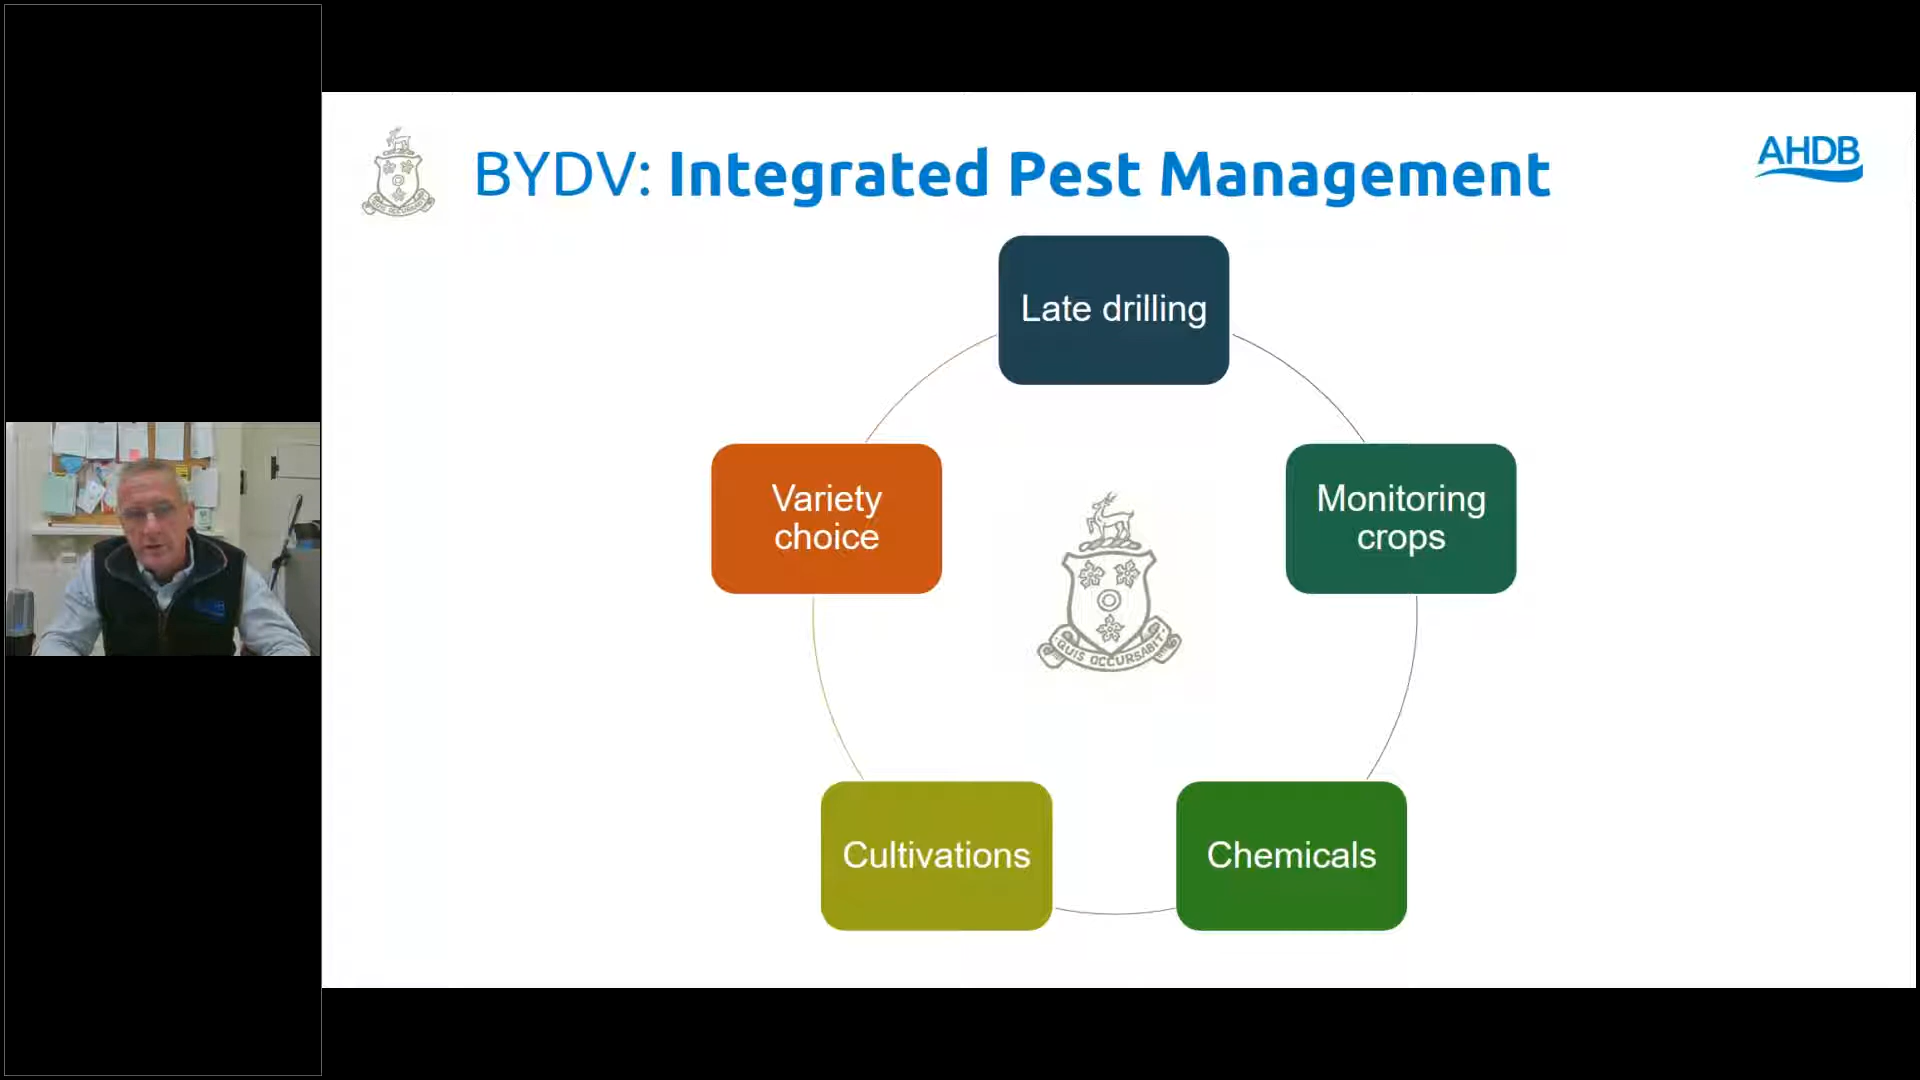 BYDV: Integrated Pest Management
AHDB
Late drilling
Variety
choice
Monitoring
crops
QUIS OCCURSABIT
Cultivations
Chemicals